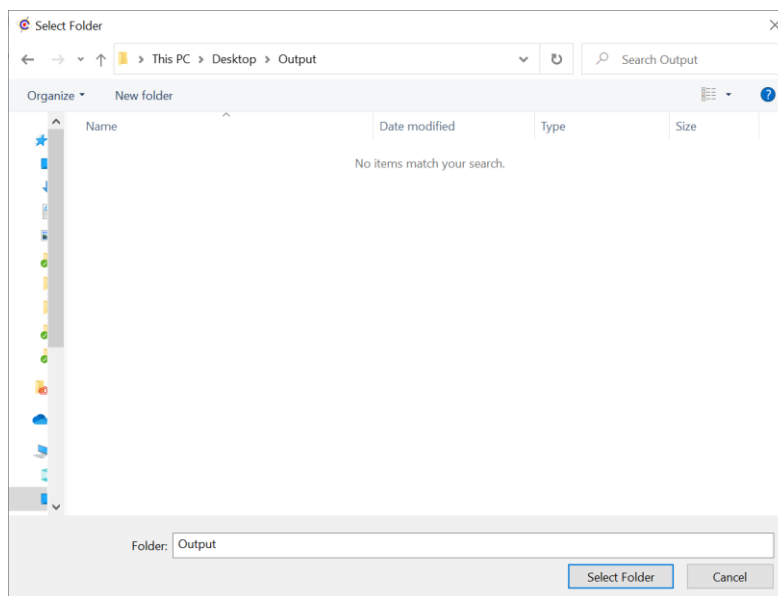 Select Folder
This PC > Desktop > Output
Search Output
Organize
New folder
?
Name
Date modified
Type
Size
No items match your search.
Folder: Output
Select Folder
Cancel